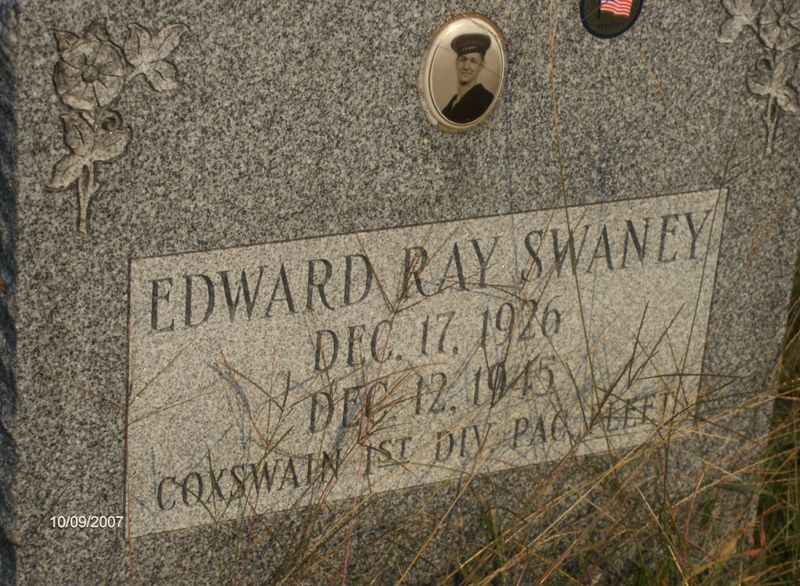 EDWARD RAY SWANEY
DEC. 17, 1926
DEC. 12, 1945
COXSWAIN 1ST DIV. PAC. FLEET
10/09/2007